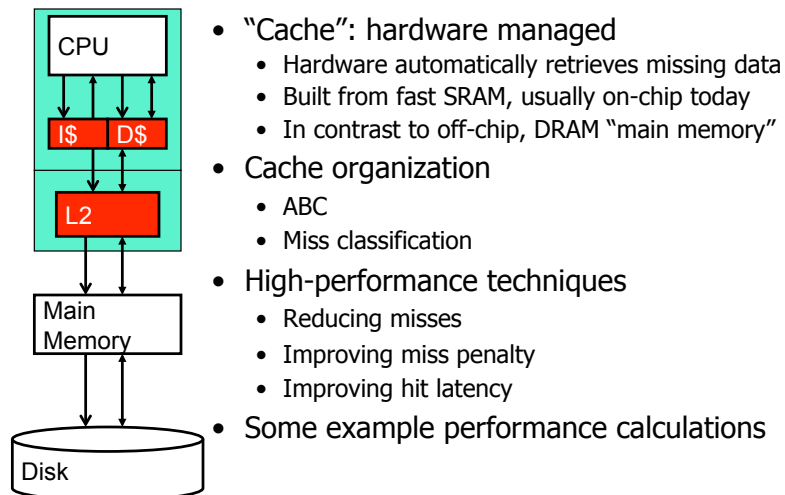 CPU
I$ D$
L2
Main
Memory
Disk
• “Cache”: hardware managed
• Hardware automatically retrieves missing data
• Built from fast SRAM, usually on-chip today
• In contrast to off-chip, DRAM “main memory”
• Cache organization
• ABC
• Miss classification
• High-performance techniques
• Reducing misses
• Improving miss penalty
• Improving hit latency
• Some example performance calculations